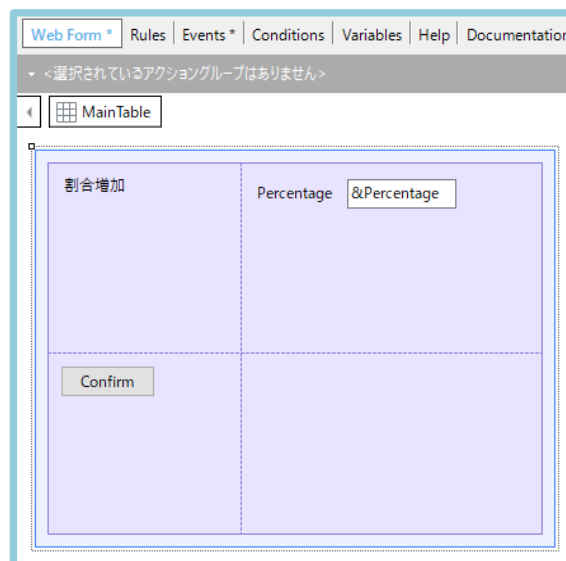 Web Form * Rules Events * Conditions Variables Help Documentation
<選択されているアクショングループはありません>
MainTable
割合増加 Percentage &Percentage
Confirm